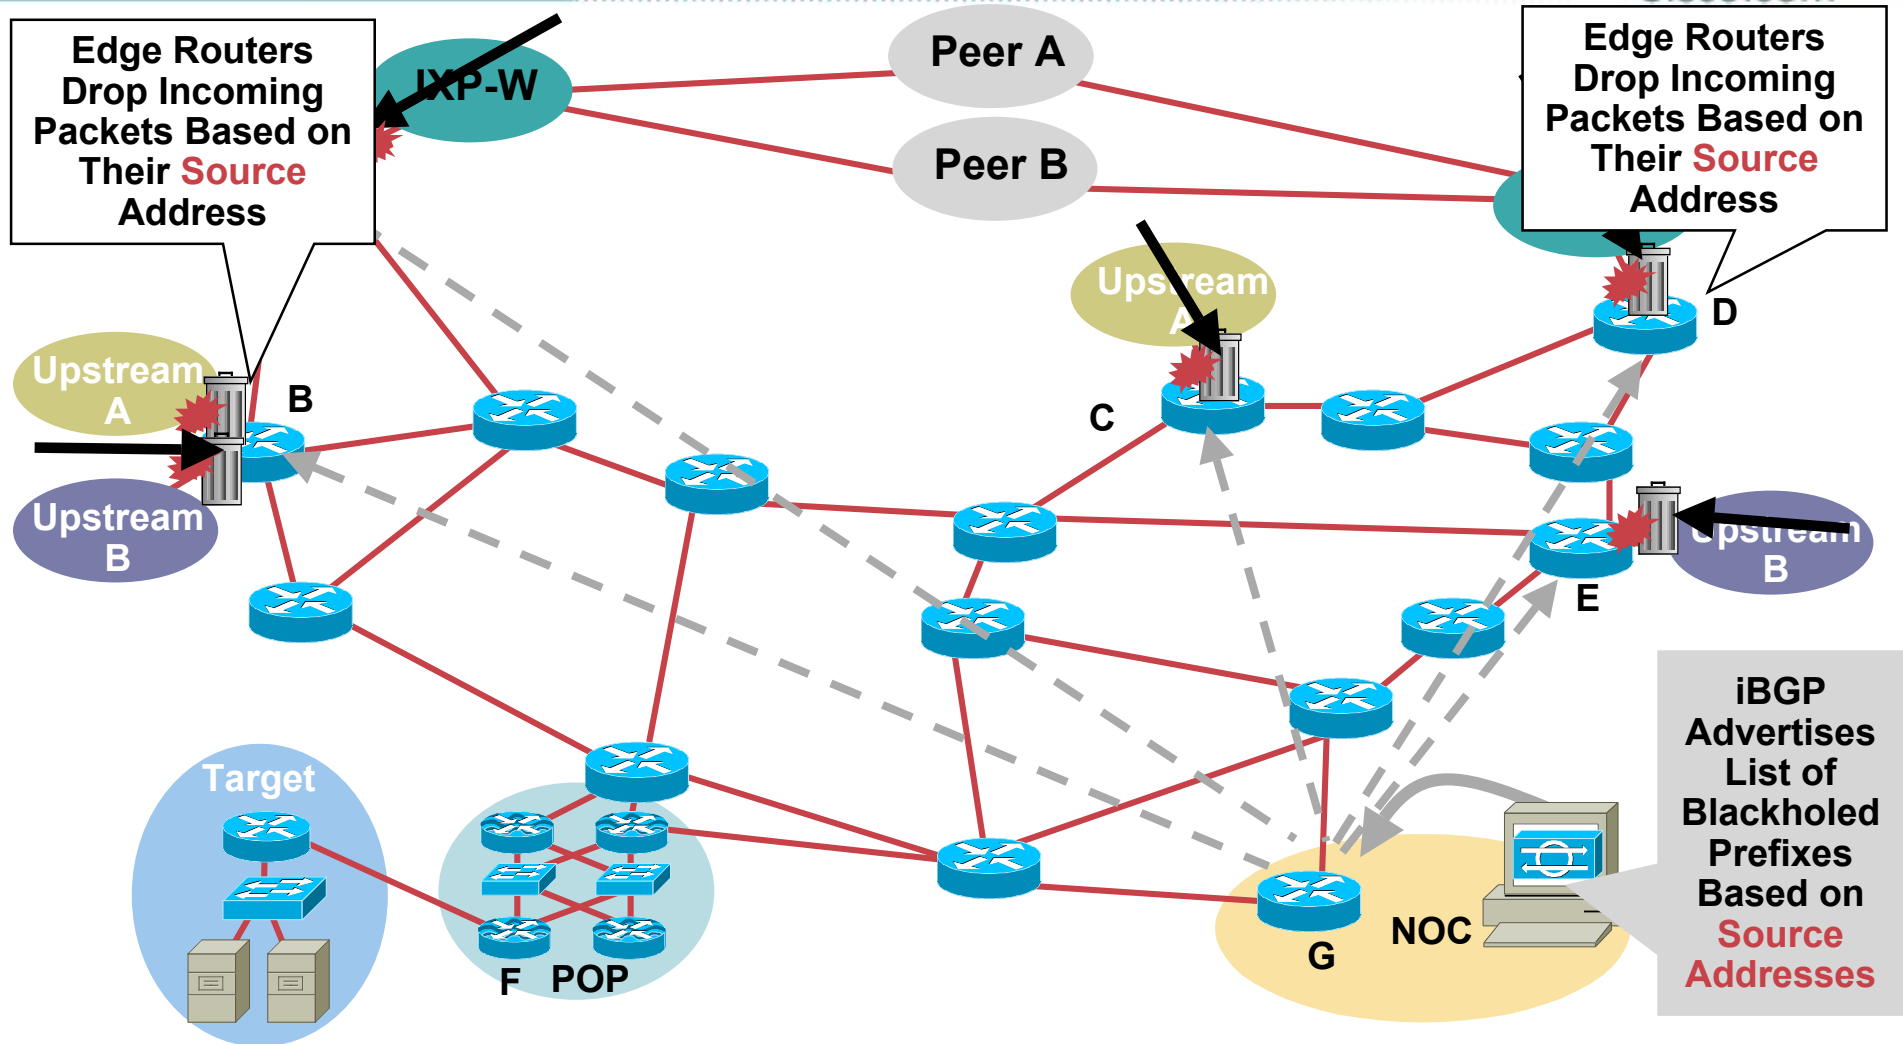 Edge Routers
Drop Incoming
Packets Based on
Their Source
Address
IXP-W
Peer A
Peer B
Edge Routers
Drop Incoming
Packets Based on
Their Source
Address
D
Upstream
A
C
Upstream
A
B
Upstream
B
Upstream
B
E
iBGP
Advertises
List of
Blackholed
Prefixes
Based on
Source
Addresses
Target
F
POP
G
NOC